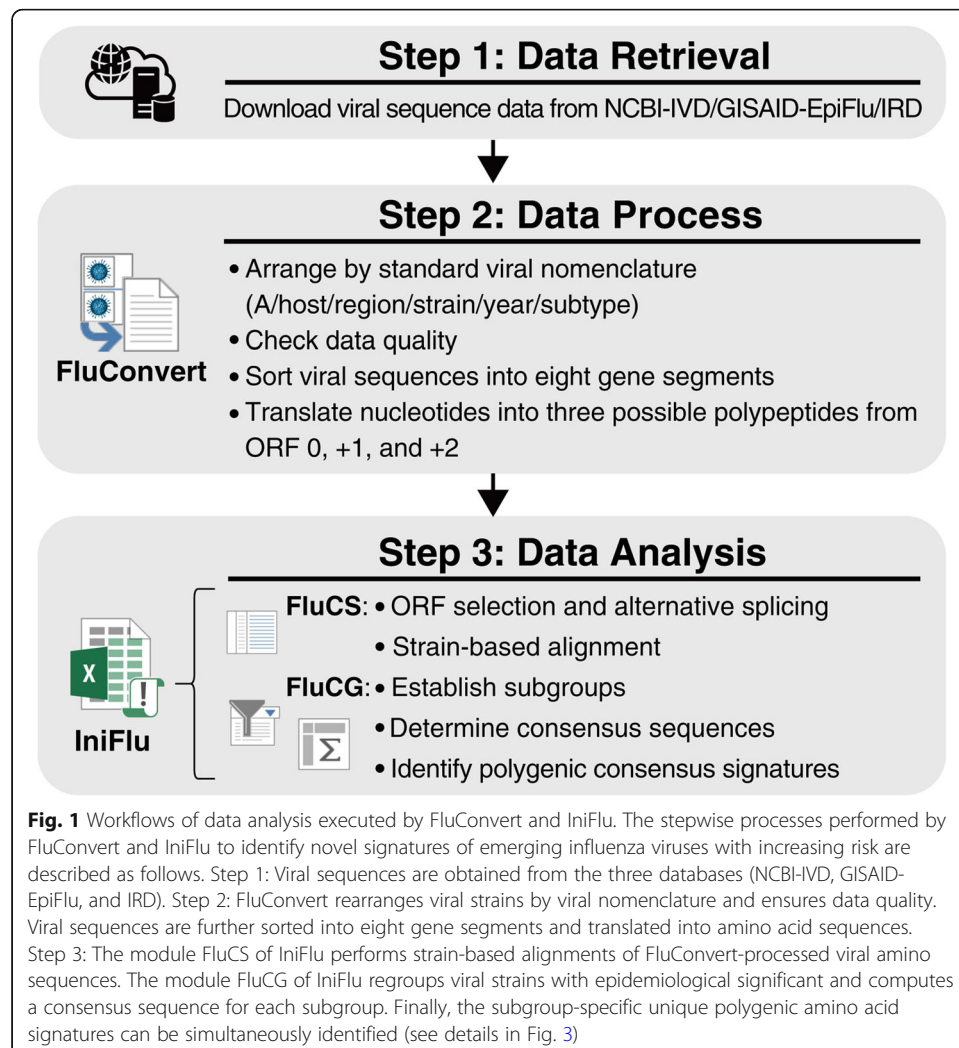 Step 1: Data Retrieval
Download viral sequence data from NCBI-IVD/GISAID-EpiFlu/IRD
Step 2: Data Process
FluConvert
• Arrange by standard viral nomenclature
(A/host/region/strain/year/subtype)
• Check data quality
• Sort viral sequences into eight gene segments
• Translate nucleotides into three possible polypeptides from
ORF 0, +1, and +2
Step 3: Data Analysis
X
!
IniFlu
FluCS: • ORF selection and alternative splicing
• Strain-based alignment
FluCG: • Establish subgroups
Σ
• Determine consensus sequences
• Identify polygenic consensus signatures
Fig. 1 Workflows of data analysis executed by FluConvert and IniFlu. The stepwise processes performed by
FluConvert and IniFlu to identify novel signatures of emerging influenza viruses with increasing risk are
described as follows. Step 1: Viral sequences are obtained from the three databases (NCBI-IVD, GISAID-
EpiFlu, and IRD). Step 2: FluConvert rearranges viral strains by viral nomenclature and ensures data quality.
Viral sequences are further sorted into eight gene segments and translated into amino acid sequences.
Step 3: The module FluCS of IniFlu performs strain-based alignments of FluConvert-processed viral amino
sequences. The module FluCG of IniFlu regroups viral strains with epidemiological significant and computes
a consensus sequence for each subgroup. Finally, the subgroup-specific unique polygenic amino acid
signatures can be simultaneously identified (see details in Fig. 3)